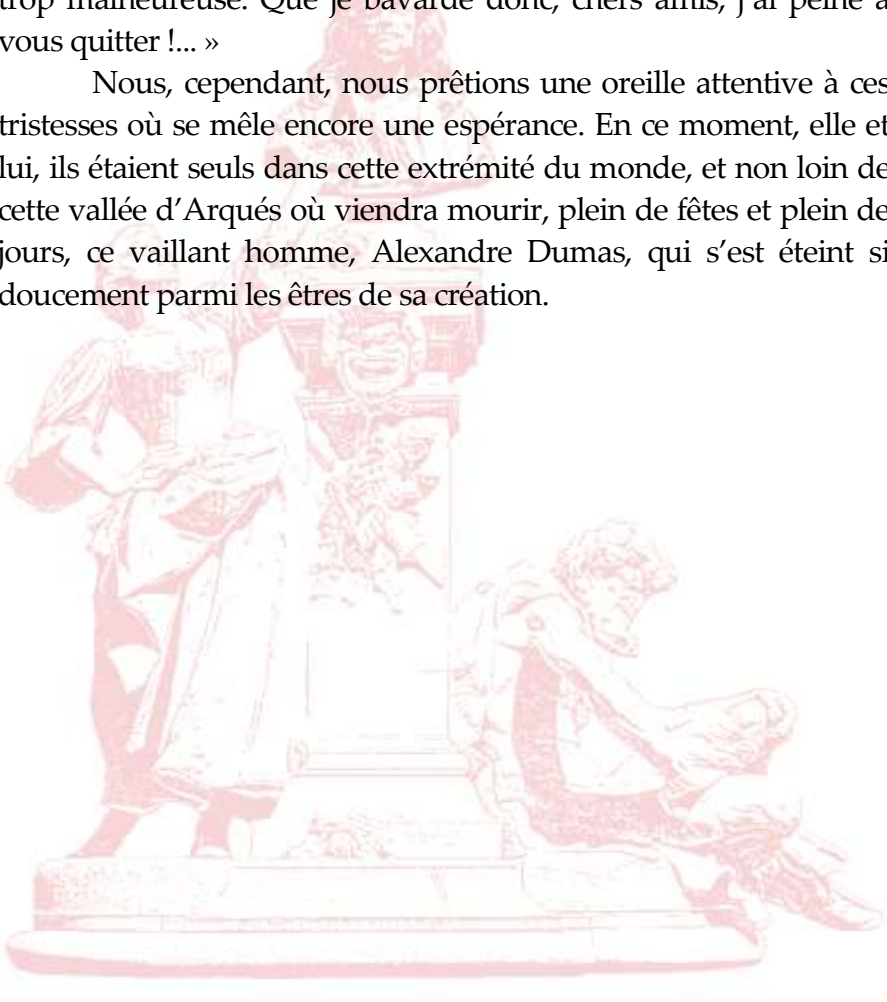 trop malheureuse. Que je bavarde donc, chers amis, j'ai peine à
vous quitter !... »
Nous, cependant, nous prêtions une oreille attentive à ces
tristesses où se mêle encore une espérance. En ce moment, elle et
lui, ils étaient seuls dans cette extrémité du monde, et non loin de
cette vallée d'Arqués où viendra mourir, plein de fêtes et plein de
jours, ce vaillant homme, Alexandre Dumas, qui s'est éteint si
doucement parmi les êtres de sa création.